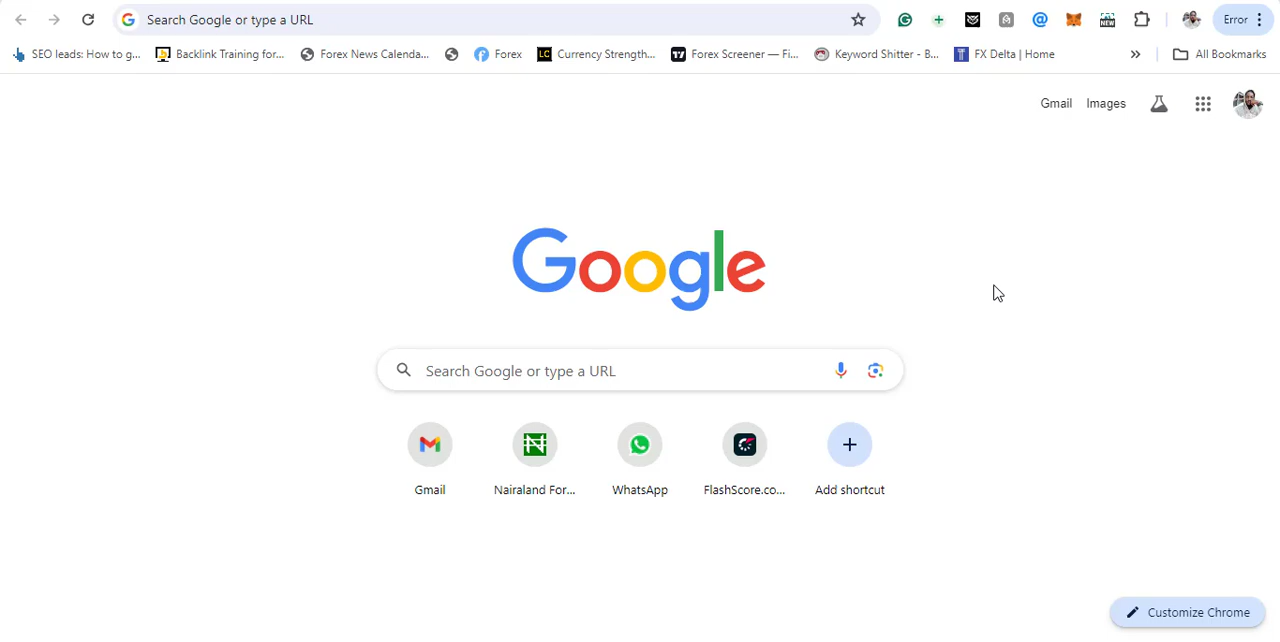 Search Google or type a URL
NEW
Error
SEO leads: How to g...
Backlink Training for...
Forex News Calenda...
Forex
LC
Currency Strength...
Forex Screener — Fi...
Keyword Shitter - B...
FX Delta | Home
»
All Bookmarks
Gmail
Images
Google
Search Google or type a URL
Gmail
Nairaland For...
WhatsApp
FlashScore.co...
Add shortcut
Customize Chrome